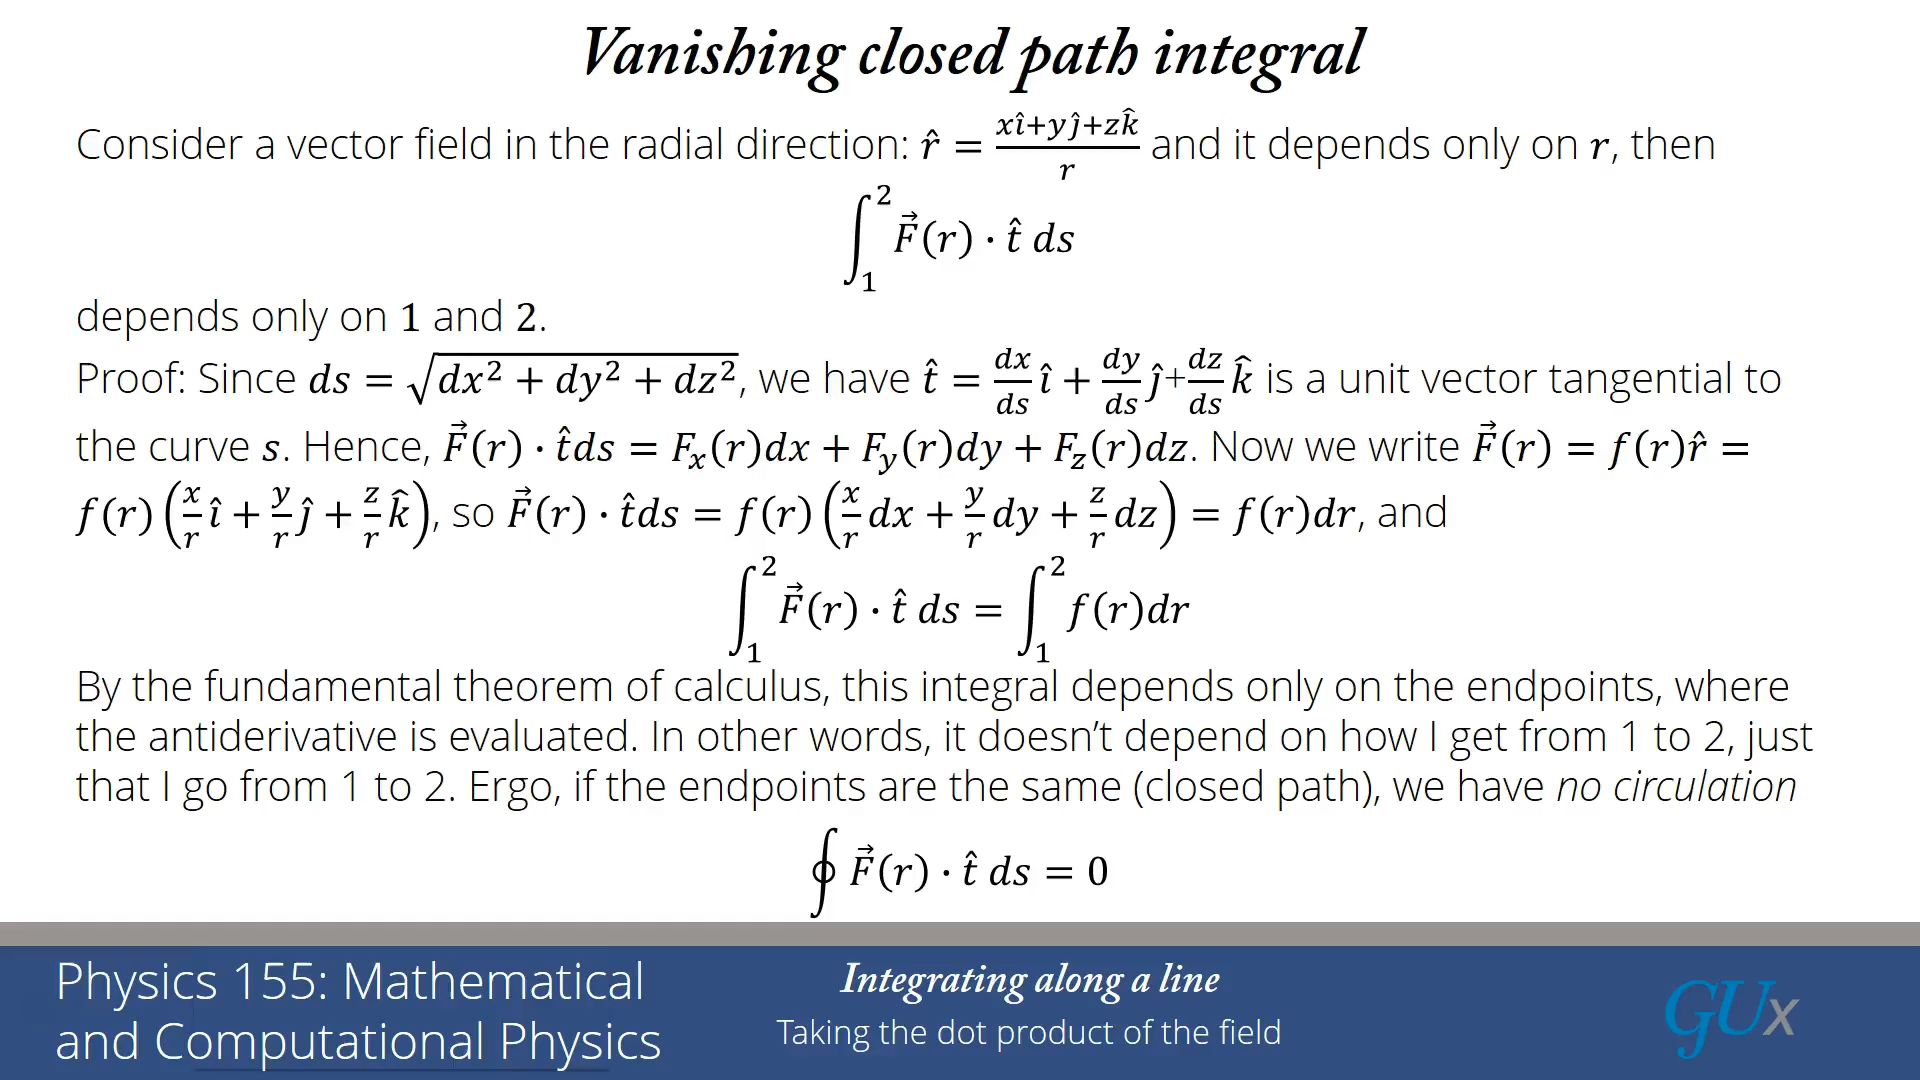 Vanishing closed path integral
Consider a vector field in the radial direction: r̂ = (xî+yĵ+zk̂)/r and it depends only on r, then
∫₁² F⃗(r) · t̂ ds
depends only on 1 and 2.
Proof: Since ds = √(dx² + dy² + dz²), we have t̂ = dx/ds î + dy/ds ĵ+dz/ds k̂ is a unit vector tangential to
the curve s. Hence, F⃗(r) · t̂ds = Fₓ(r)dx + F_y(r)dy + F_z(r)dz. Now we write F⃗(r) = f(r)r̂ =
f(r)(x/r î + y/r ĵ + z/r k̂), so F⃗(r) · t̂ds = f(r)(x/r dx + y/r dy + z/r dz) = f(r)dr, and
∫₁² F⃗(r) · t̂ ds = ∫₁² f(r)dr
By the fundamental theorem of calculus, this integral depends only on the endpoints, where
the antiderivative is evaluated. In other words, it doesn’t depend on how I get from 1 to 2, just
that I go from 1 to 2. Ergo, if the endpoints are the same (closed path), we have no circulation
∮ F⃗(r) · t̂ ds = 0
Physics 155: Mathematical
and Computational Physics
Integrating along a line
Taking the dot product of the field
GUx